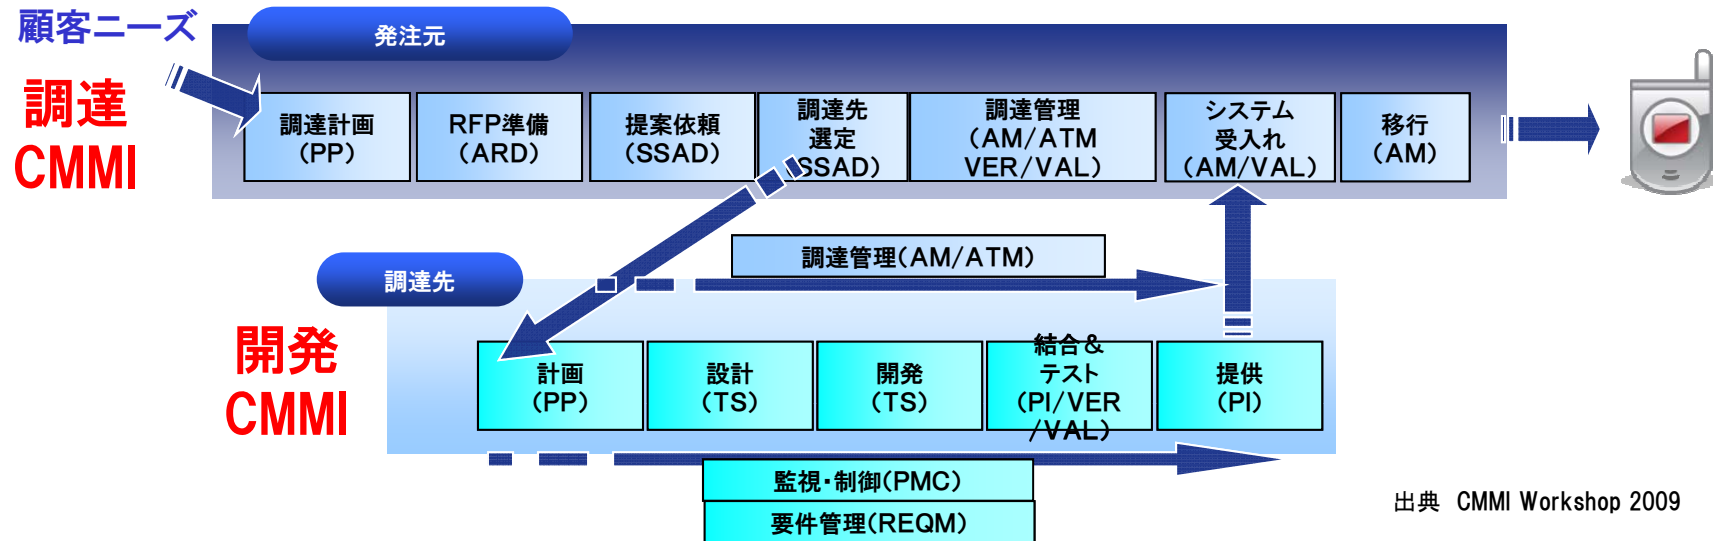 顧客ニーズ
発注元
調達
CMMI
調達計画
(PP)
RFP準備
(ARD)
提案依頼
(SSAD)
調達先
選定
(SSAD)
調達管理
(AM/ATM
VER/VAL)
システム
受入れ
(AM/VAL)
移行
(AM)
調達管理(AM/ATM)
調達先
開発
CMMI
計画
(PP)
設計
(TS)
開発
(TS)
結合&
テスト
(PI/VER
/VAL)
提供
(PI)
監視・制御(PMC)
要件管理(REQM)
出典 CMMI Workshop 2009